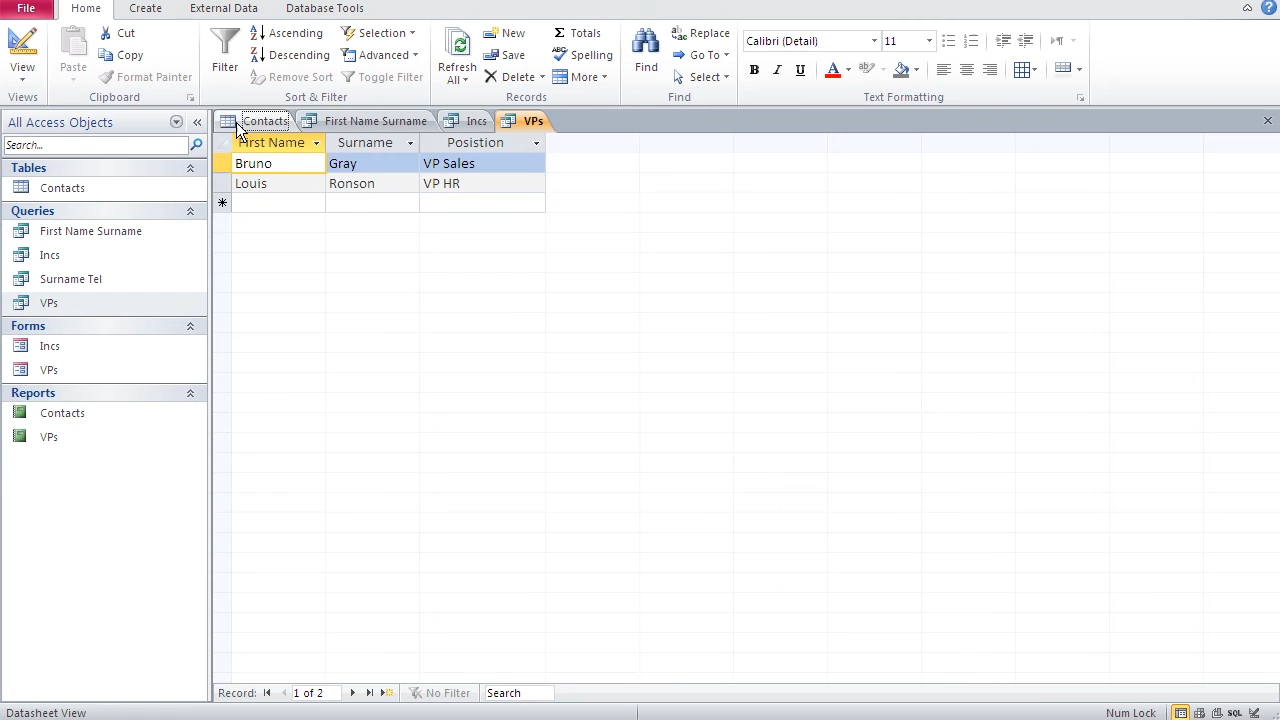 File Home Create External Data Database Tools
View Paste Cut Copy Format Painter Filter Ascending Descending Remove Sort Selection Advanced Toggle Filter Refresh All New Save Delete Totals Spelling More Find Replace Go To Select Calibri (Detail) 11 B I U A
Views Clipboard Sort & Filter Records Find Text Formatting
All Access Objects
Search...
Tables
Contacts
Queries
First Name Surname
Incs
Surname Tel
VPs
Forms
Incs
VPs
Reports
Contacts
VPs
Contacts First Name Surname Incs VPs
First Name Surname Posistion
Bruno Gray VP Sales
Louis Ronson VP HR
Record: 1 of 2 No Filter Search
Datasheet View Num Lock SQL